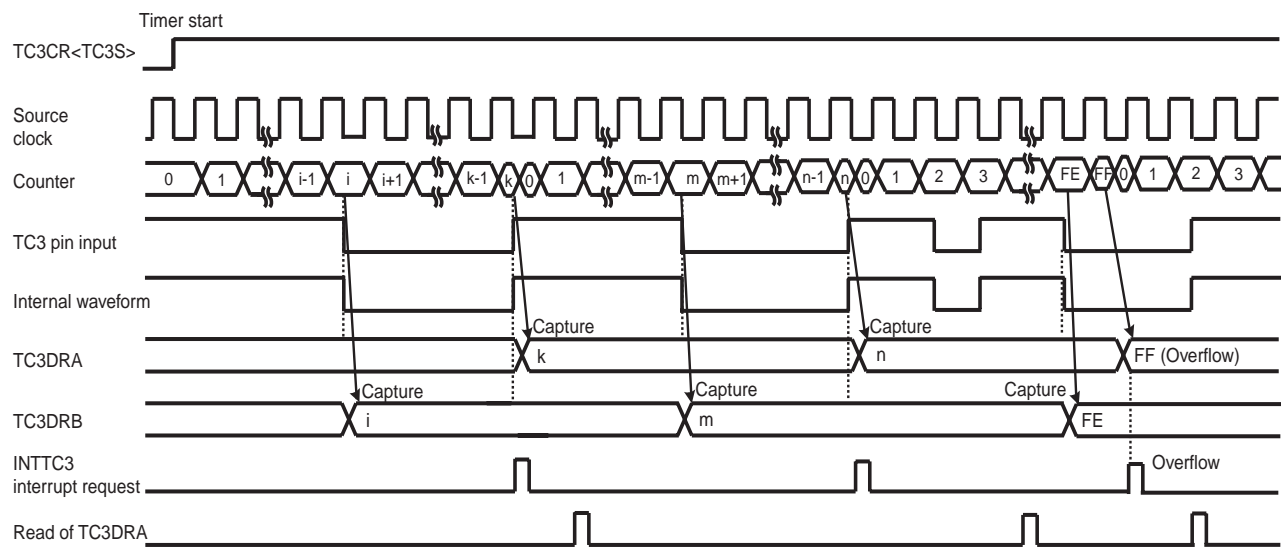 Timer start
TC3CR<TC3S>
Source
clock
Counter 0 1 i-1 i i+1 k-1 k 0 1 m-1 m m+1 n-1 n 0 1 2 3 FE FF 0 1 2 3
TC3 pin input
Internal waveform
Capture Capture
TC3DRA k n FF (Overflow)
Capture Capture Capture
TC3DRB i m FE
INTTC3
interrupt request Overflow
Read of TC3DRA